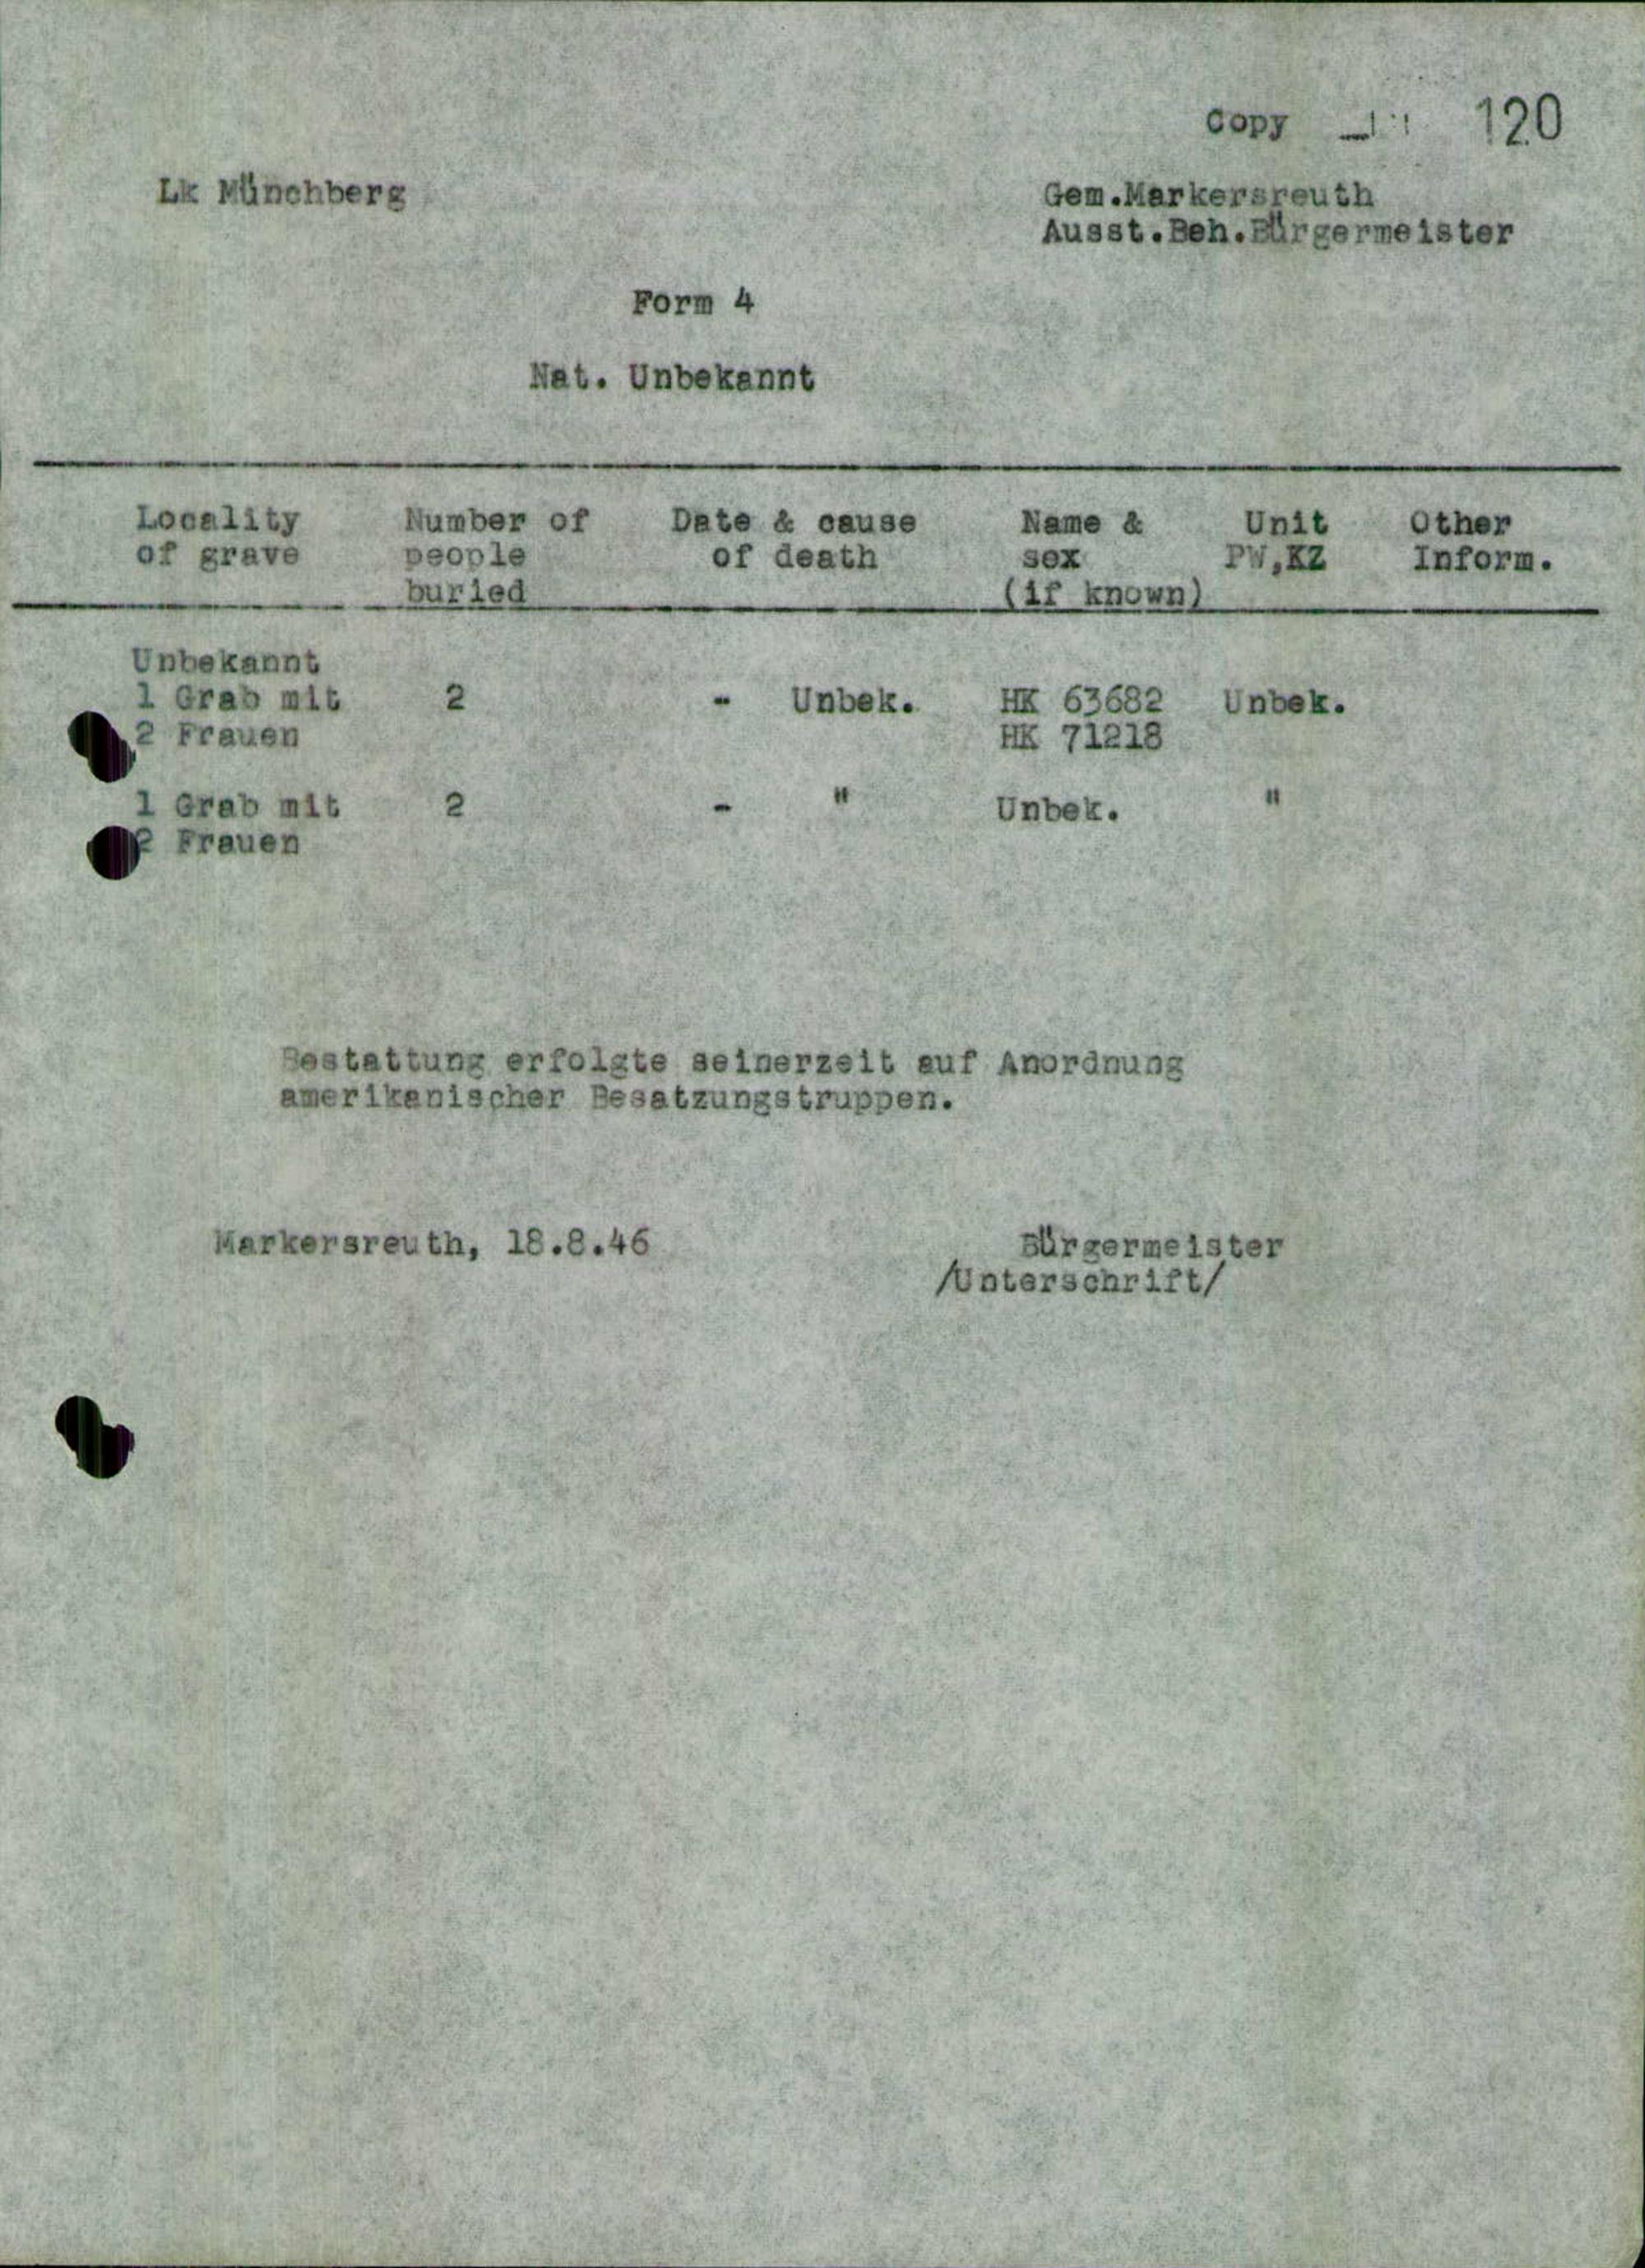 Copy 120
Lk Münchberg
Gem.Markersreuth
Ausst.Beh.Bürgermeister
Form 4
Nat. Unbekannt
Locality Number of Date & cause Name & Unit Other
of grave people of death sex PW,KZ Inform.
buried (if known)
Unbekannt
1 Grab mit 2 - Unbek. HK 63682 Unbek.
2 Frauen HK 71218
1 Grab mit 2 - " Unbek. "
2 Frauen
Bestattung erfolgte seinerzeit auf Anordnung
amerikanischer Besatzungstruppen.
Markersreuth, 18.8.46 Bürgermeister
/Unterschrift/